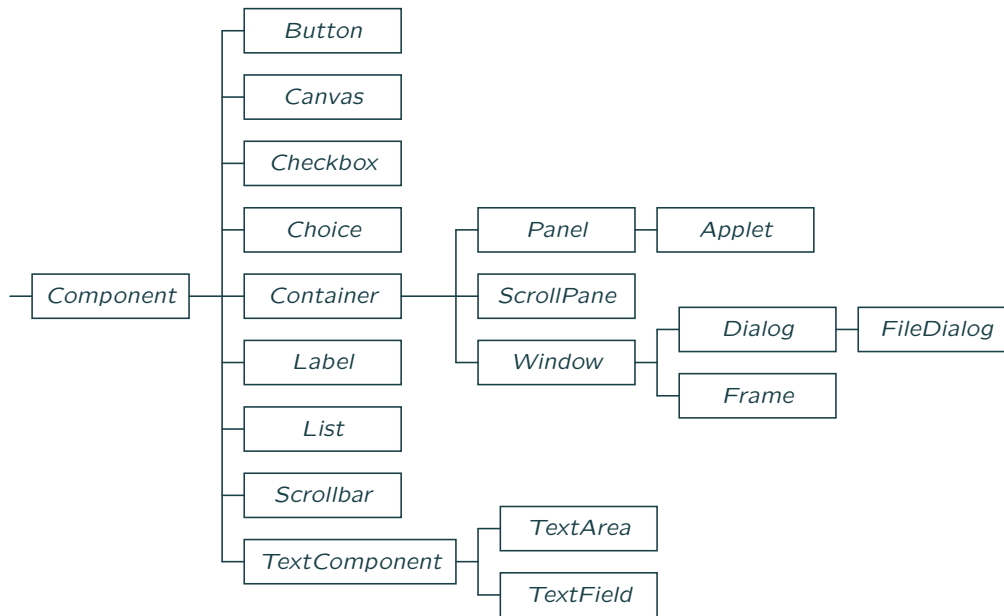 Button
Canvas
Checkbox
Choice
Panel
Applet
Component
Container
ScrollPane
Label
Window
Dialog
FileDialog
Frame
List
Scrollbar
TextComponent
TextArea
TextField